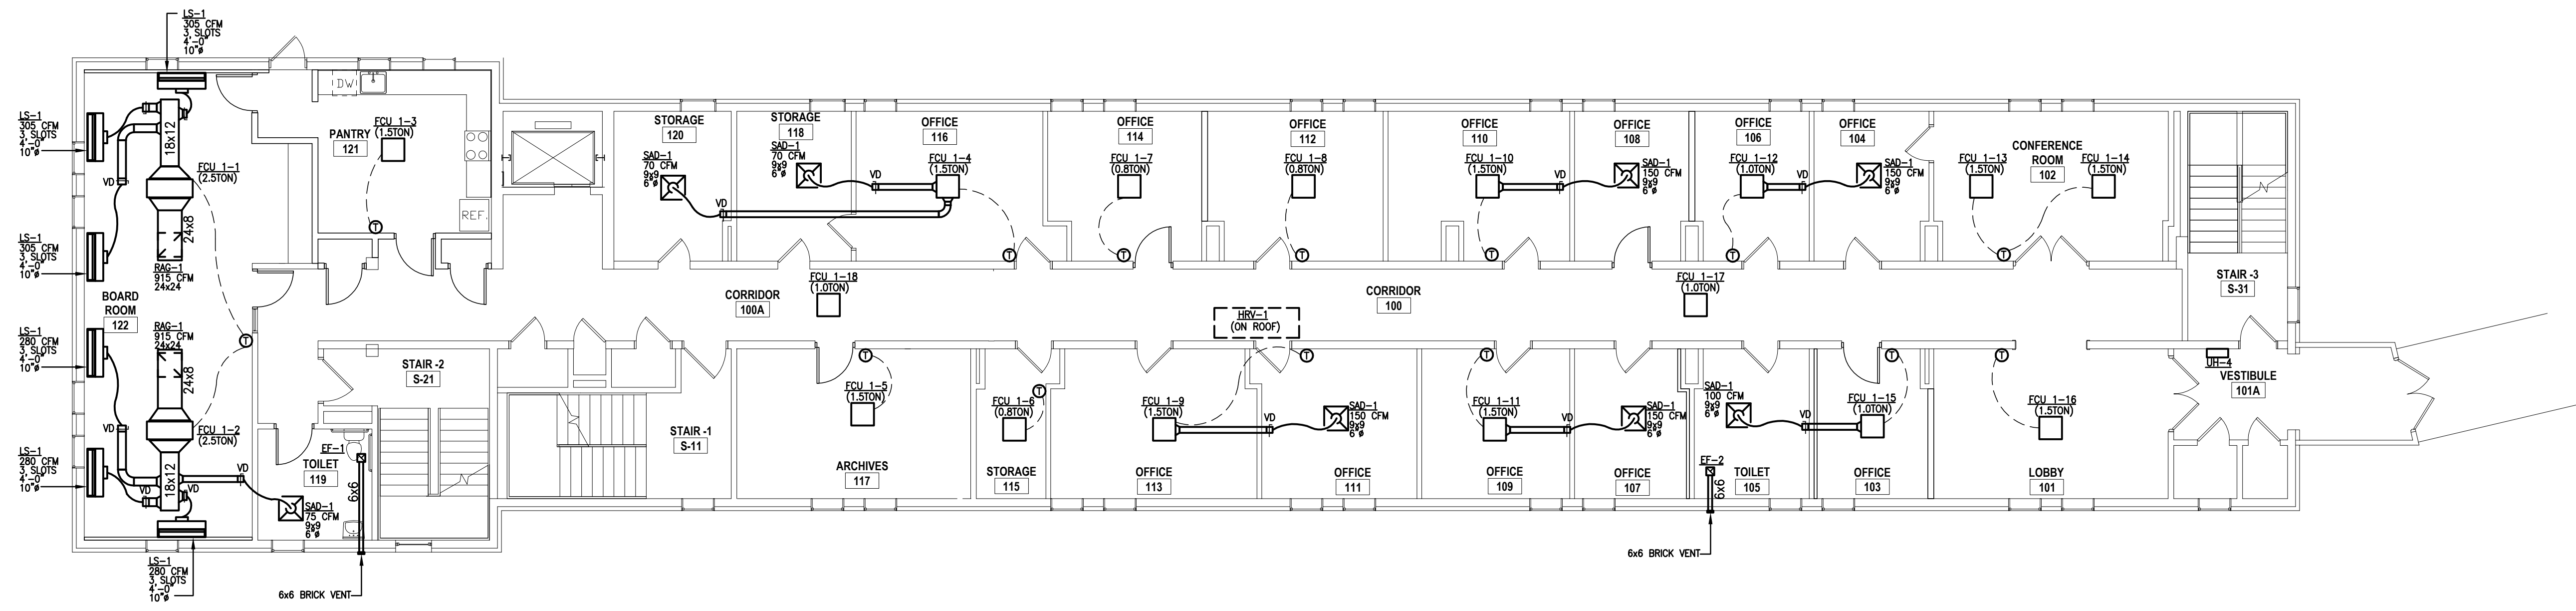 LS-1
305 CFM
3 SLOTS
4'-0"
10"ø
LS-1
305 CFM
3 SLOTS
4'-0"
10"ø
LS-1
305 CFM
3 SLOTS
4'-0"
10"ø
LS-1
280 CFM
3 SLOTS
4'-0"
10"ø
LS-1
280 CFM
3 SLOTS
4'-0"
10"ø
LS-1
280 CFM
3 SLOTS
4'-0"
10"ø
18x12
VD
FCU 1-1
(2.5TON)
24x8
RAG-1
915 CFM
24x24
BOARD
ROOM
122
RAG-1
915 CFM
24x24
24x8
FCU 1-2
(2.5TON)
VD
18x12
VD
VD
VD
T
SAD-1
75 CFM
9x9
6"ø
EF-1
TOILET
119
6x6
6x6 BRICK VENT
DW
REF.
PANTRY
121
FCU 1-3
(1.5TON)
T
STAIR -2
S-21
STORAGE
120
SAD-1
70 CFM
9x9
6"ø
VD
STORAGE
118
SAD-1
70 CFM
9x9
6"ø
VD
OFFICE
116
FCU 1-4
(1.5TON)
T
OFFICE
114
FCU 1-7
(0.8TON)
T
OFFICE
112
FCU 1-8
(0.8TON)
T
OFFICE
110
FCU 1-10
(1.5TON)
VD
T
OFFICE
108
SAD-1
150 CFM
9x9
6"ø
OFFICE
106
FCU 1-12
(1.0TON)
VD
T
OFFICE
104
SAD-1
150 CFM
9x9
6"ø
FCU 1-13
(1.5TON)
CONFERENCE
ROOM
102
FCU 1-14
(1.5TON)
T
STAIR -3
S-31
CORRIDOR
100A
FCU 1-18
(1.0TON)
HRV-1
(ON ROOF)
CORRIDOR
100
FCU 1-17
(1.0TON)
STAIR -1
S-11
T
FCU 1-5
(1.5TON)
ARCHIVES
117
T
FCU 1-6
(0.8TON)
STORAGE
115
FCU 1-9
(1.5TON)
OFFICE
113
T
VD
SAD-1
150 CFM
9x9
6"ø
OFFICE
111
T
FCU 1-11
(1.5TON)
VD
OFFICE
109
SAD-1
150 CFM
9x9
6"ø
OFFICE
107
EF-2
6x6
6x6 BRICK VENT
SAD-1
100 CFM
9x9
6"ø
VD
TOILET
105
T
FCU 1-15
(1.0TON)
OFFICE
103
T
FCU 1-16
(1.5TON)
LOBBY
101
UH-4
VESTIBULE
101A